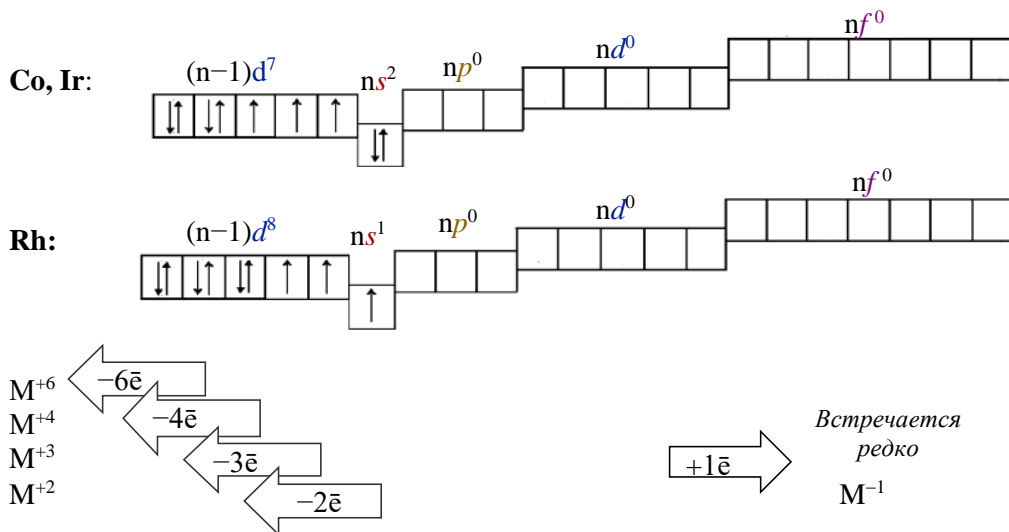 Co, Ir:
(n−1)d⁷ ns² np⁰ nd⁰ nf⁰
Rh:
(n−1)d⁸ ns¹ np⁰ nd⁰ nf⁰
M⁺⁶ −6ē
M⁺⁴ −4ē
M⁺³ −3ē
M⁺² −2ē
+1ē
Встречается
редко
M⁻¹